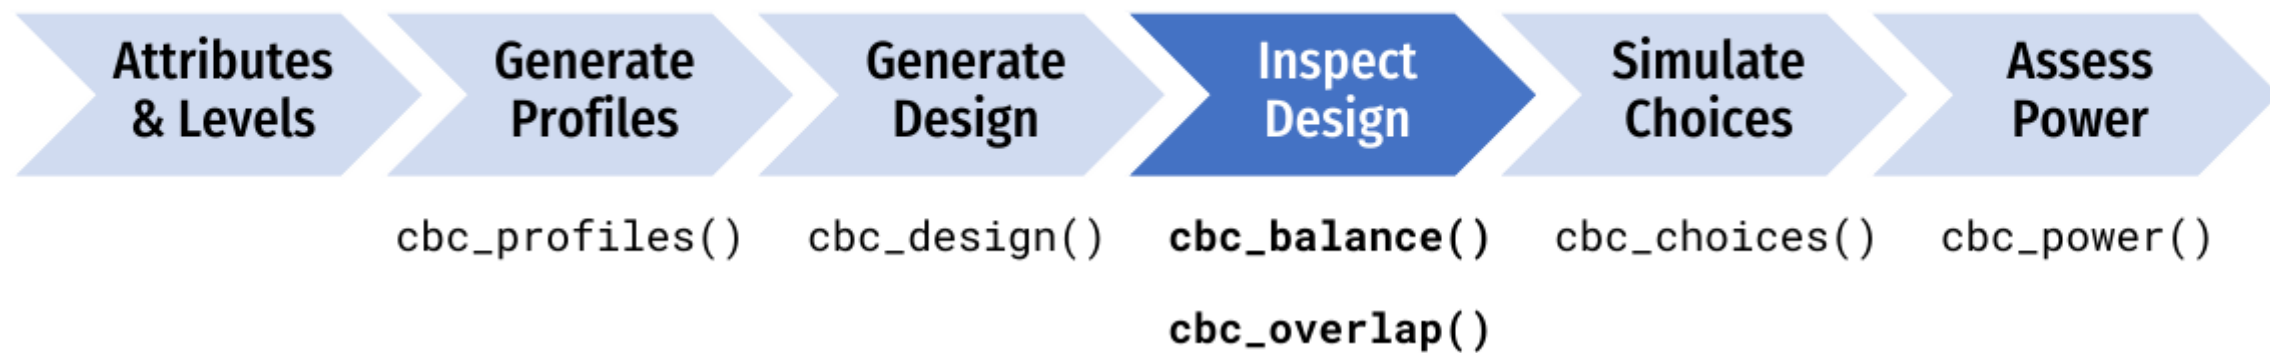 Attributes
& Levels
Generate
Profiles
Generate
Design
Inspect
Design
Simulate
Choices
Assess
Power
cbc_profiles()
cbc_design()
cbc_balance()
cbc_choices()
cbc_power()
cbc_overlap()